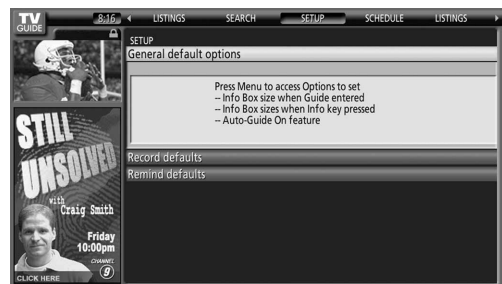 TV
GUIDE
8:16
LISTINGS
SEARCH
SETUP
SCHEDULE
LISTINGS
SETUP
General default options
Press Menu to access Options to set
-- Info Box size when Guide entered
-- Info Box sizes when Info key pressed
-- Auto-Guide On feature
Record defaults
Remind defaults
STILL
UNSOLVED
with
Craig Smith
Friday
10:00pm
CHANNEL
9
CLICK HERE